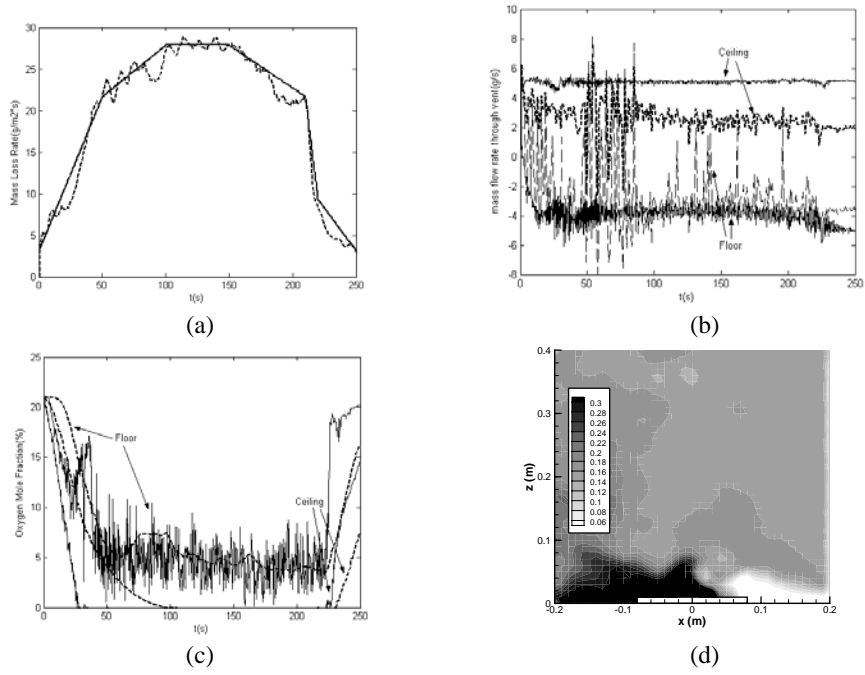 30
25
20
15
10
5
0
Mass Loss Rate(g/m2*s)
0 50 100 150 200 250
t(s)
(a)
10
8
6
4
2
0
-2
-4
-6
-8
mass flow rate through vent(g/s)
Ceiling
Floor
0 50 100 150 200 250
t(s)
(b)
25
20
15
10
5
0
Oxygen Mole Fraction(%)
Floor
Ceiling
0 50 100 150 200 250
t(s)
(c)
0.4
0.3
0.2
0.1
0
z (m)
0.3
0.28
0.26
0.24
0.22
0.2
0.18
0.16
0.14
0.12
0.1
0.08
0.06
-0.2 -0.1 0 0.1 0.2
x (m)
(d)